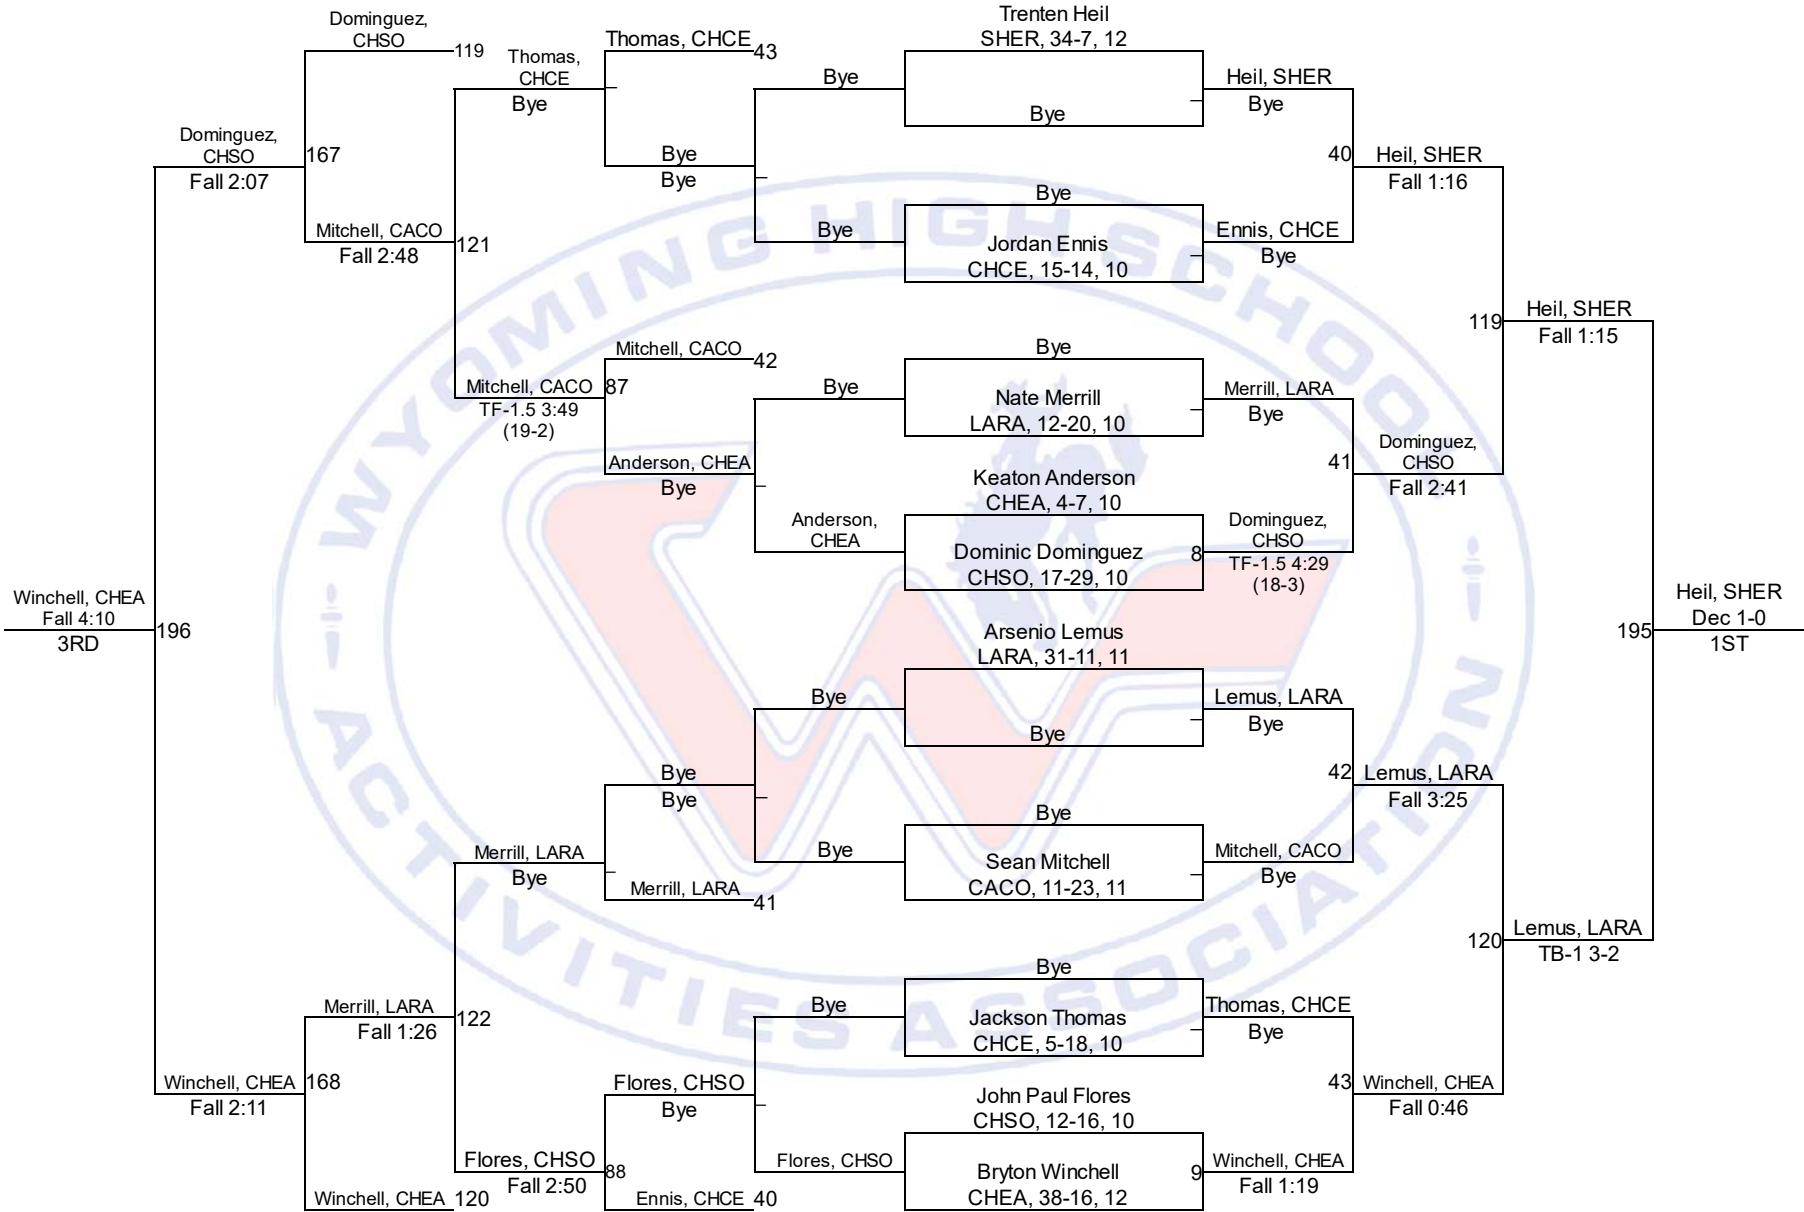 Dominguez,
CHSO
119
Thomas,
CHCE
Bye
Thomas, CHCE
43
Bye
Trenten Heil
SHER, 34-7, 12
Bye
Heil, SHER
Bye
Dominguez,
CHSO
Fall 2:07
167
Bye
Bye
40
Heil, SHER
Fall 1:16
Mitchell, CACO
Fall 2:48
121
Bye
Bye
Jordan Ennis
CHCE, 15-14, 10
Ennis, CHCE
Bye
119
Heil, SHER
Fall 1:15
Mitchell, CACO
42
Mitchell, CACO
TF-1.5 3:49
(19-2)
87
Bye
Bye
Nate Merrill
LARA, 12-20, 10
Merrill, LARA
Bye
Anderson, CHEA
Bye
41
Dominguez,
CHSO
Fall 2:41
Anderson,
CHEA
Keaton Anderson
CHEA, 4-7, 10
Dominic Dominguez
CHSO, 17-29, 10
8
Dominguez,
CHSO
TF-1.5 4:29
(18-3)
Winchell, CHEA
Fall 4:10
3RD
196
195
Heil, SHER
Dec 1-0
1ST
Bye
Arsenio Lemus
LARA, 31-11, 11
Bye
Lemus, LARA
Bye
Bye
Bye
42
Lemus, LARA
Fall 3:25
Merrill, LARA
Bye
Bye
Bye
Sean Mitchell
CACO, 11-23, 11
Mitchell, CACO
Bye
Merrill, LARA
41
120
Lemus, LARA
TB-1 3-2
Merrill, LARA
Fall 1:26
122
Bye
Bye
Jackson Thomas
CHCE, 5-18, 10
Thomas, CHCE
Bye
Winchell, CHEA
Fall 2:11
168
Flores, CHSO
Bye
43
Winchell, CHEA
Fall 0:46
Flores, CHSO
Fall 2:50
88
Flores, CHSO
John Paul Flores
CHSO, 12-16, 10
Bryton Winchell
CHEA, 38-16, 12
9
Winchell, CHEA
Fall 1:19
Winchell, CHEA
120
Ennis, CHCE
40
WYOMING HIGH SCHOOL
ACTIVITIES ASSOCIATION